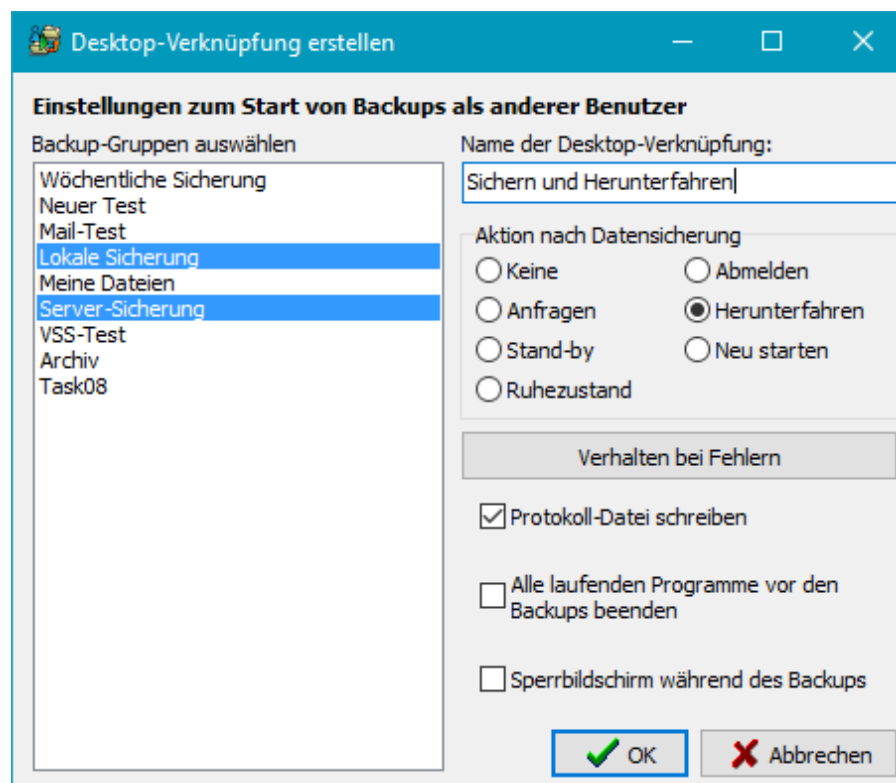 Desktop-Verknüpfung erstellen
Einstellungen zum Start von Backups als anderer Benutzer
Backup-Gruppen auswählen
Wöchentliche Sicherung
Neuer Test
Mail-Test
Lokale Sicherung
Meine Dateien
Server-Sicherung
VSS-Test
Archiv
Task08
Name der Desktop-Verknüpfung:
Sichern und Herunterfahren
Aktion nach Datensicherung
Keine
Abmelden
Anfragen
Herunterfahren
Stand-by
Neu starten
Ruhezustand
Verhalten bei Fehlern
Protokoll-Datei schreiben
Alle laufenden Programme vor den
Backups beenden
Sperrbildschirm während des Backups
OK
Abbrechen